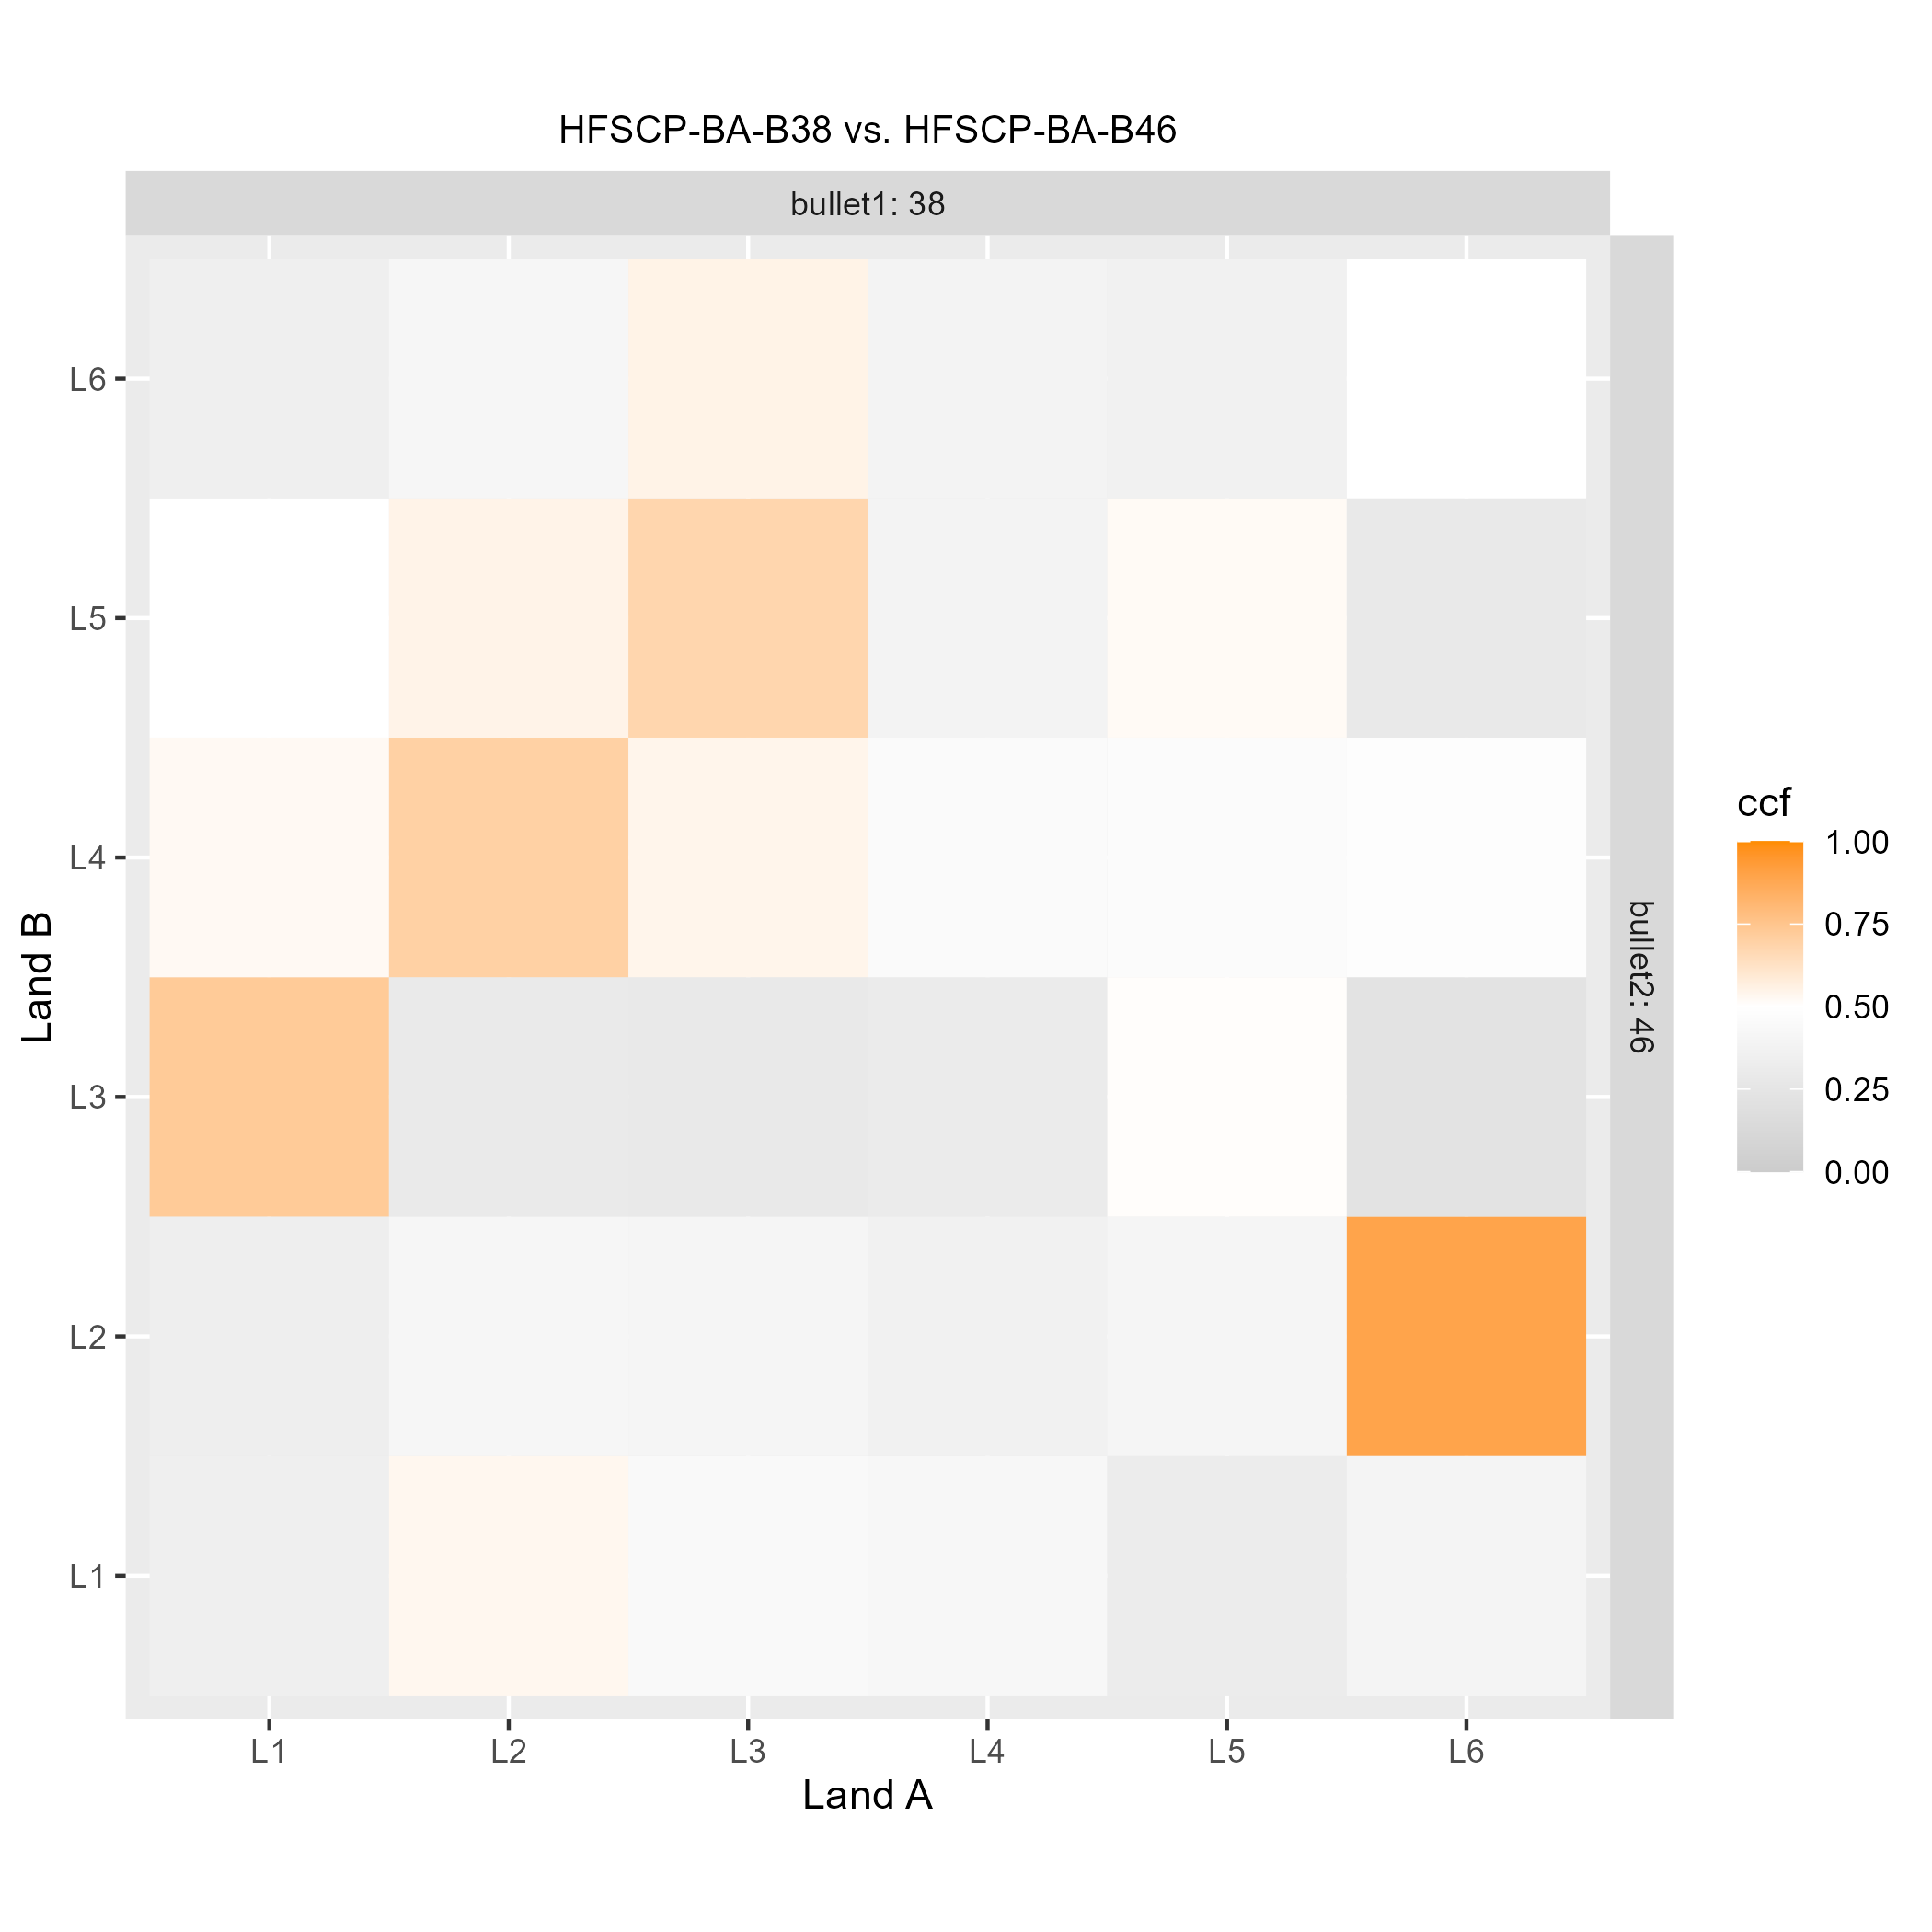 HFSCP-BA-B38 vs. HFSCP-BA-B46
bullet1: 38
L6
L5
L4
L3
L2
L1
Land B
L1 L2 L3 L4 L5 L6
Land A
bullet2: 46
ccf
1.00
0.75
0.50
0.25
0.00